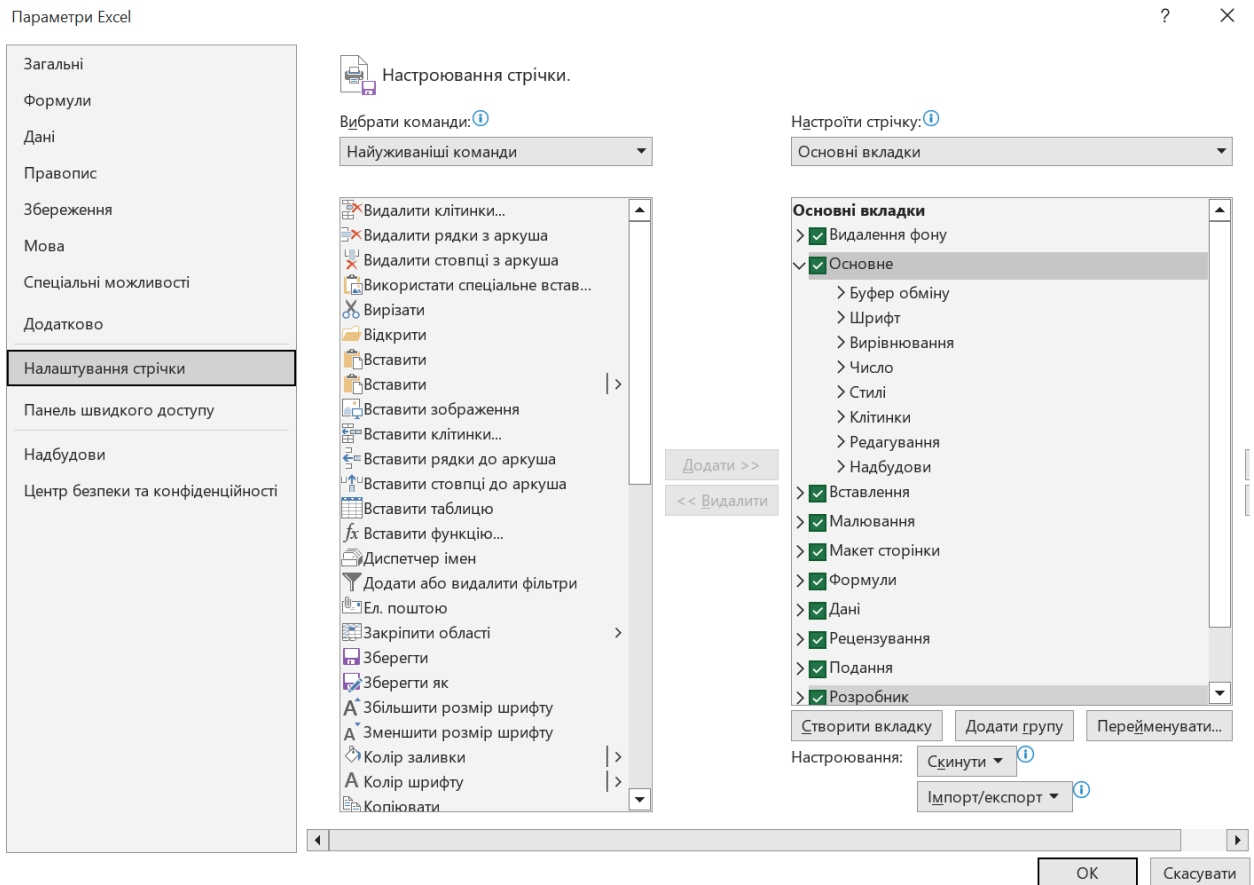 Параметри Excel
?
Загальні
Формули
Дані
Правопис
Збереження
Мова
Спеціальні можливості
Додатково
Налаштування стрічки
Панель швидкого доступу
Надбудови
Центр безпеки та конфіденційності
Настроювання стрічки.
Вибрати команди:
Найуживаніші команди
Видалити клітинки...
Видалити рядки з аркуша
Видалити стовпці з аркуша
Використати спеціальне встав...
Вирізати
Відкрити
Вставити
Вставити
Вставити зображення
Вставити клітинки...
Вставити рядки до аркуша
Вставити стовпці до аркуша
Вставити таблицю
fx Вставити функцію...
Диспетчер імен
Додати або видалити фільтри
Ел. поштою
Закріпити області
Зберегти
Зберегти як
Збільшити розмір шрифту
Зменшити розмір шрифту
Колір заливки
Колір шрифту
Копіювати
Додати >>
<< Видалити
Настроїти стрічку:
Основні вкладки
Основні вкладки
Видалення фону
Основне
Буфер обміну
Шрифт
Вирівнювання
Число
Стилі
Клітинки
Редагування
Надбудови
Вставлення
Малювання
Макет сторінки
Формули
Дані
Рецензування
Подання
Розробник
Створити вкладку
Додати групу
Перейменувати...
Настроювання:
Скинути
Імпорт/експорт
ОК
Скасувати